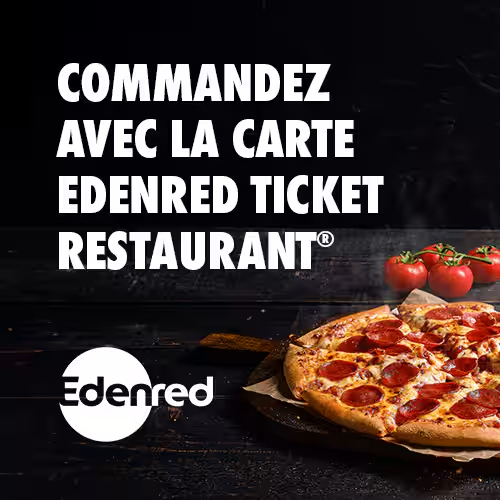 COMMANDEZ
AVEC LA CARTE
EDENRED TICKET
RESTAURANT®
Edenred